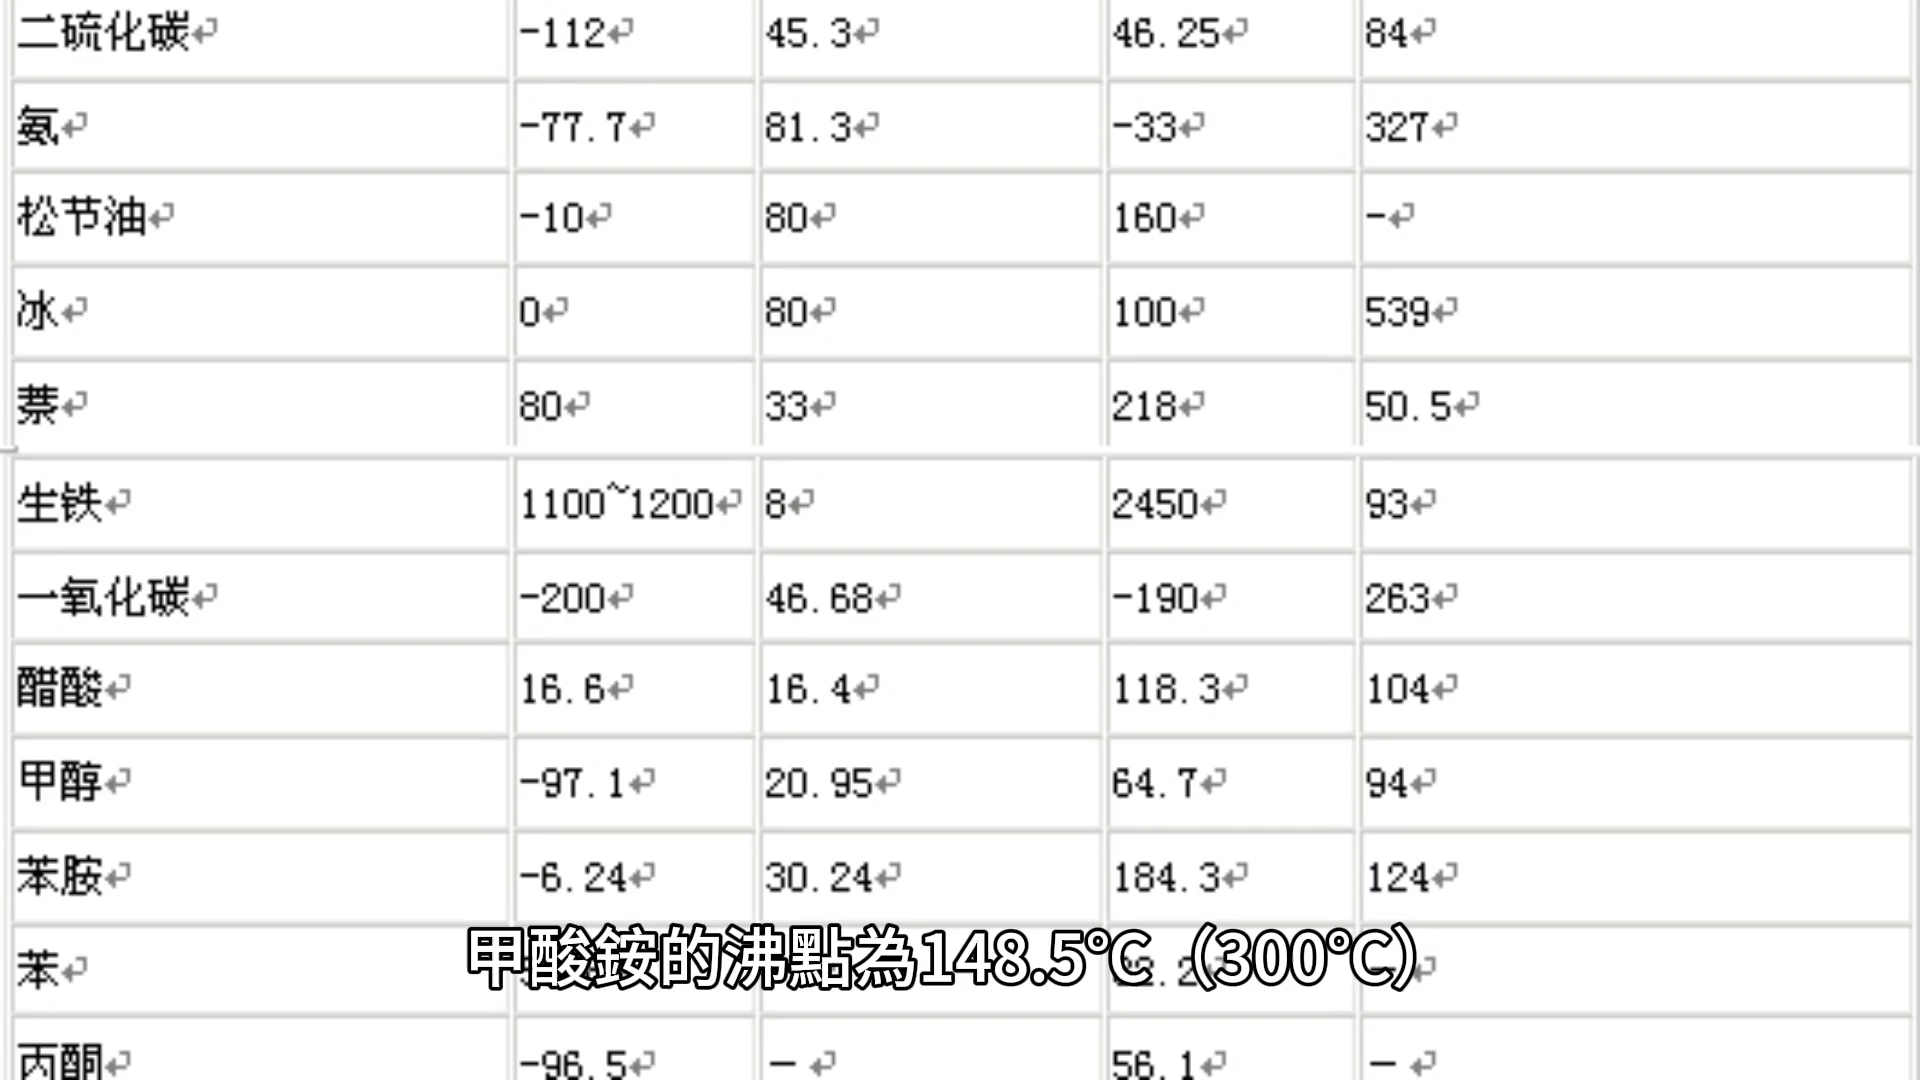 二硫化碳 -112 45.3 46.25 84
氨 -77.7 81.3 -33 327
松节油 -10 80 160 -
冰 0 80 100 539
萘 80 33 218 50.5
生铁 1100~1200 8 2450 93
一氧化碳 -200 46.68 -190 263
醋酸 16.6 16.4 118.3 104
甲醇 -97.1 20.95 64.7 94
苯胺 -6.24 30.24 184.3 124
苯
甲酸銨的沸點為148.5°C（300°C）
丙酮 -96.5 - 56.1 -